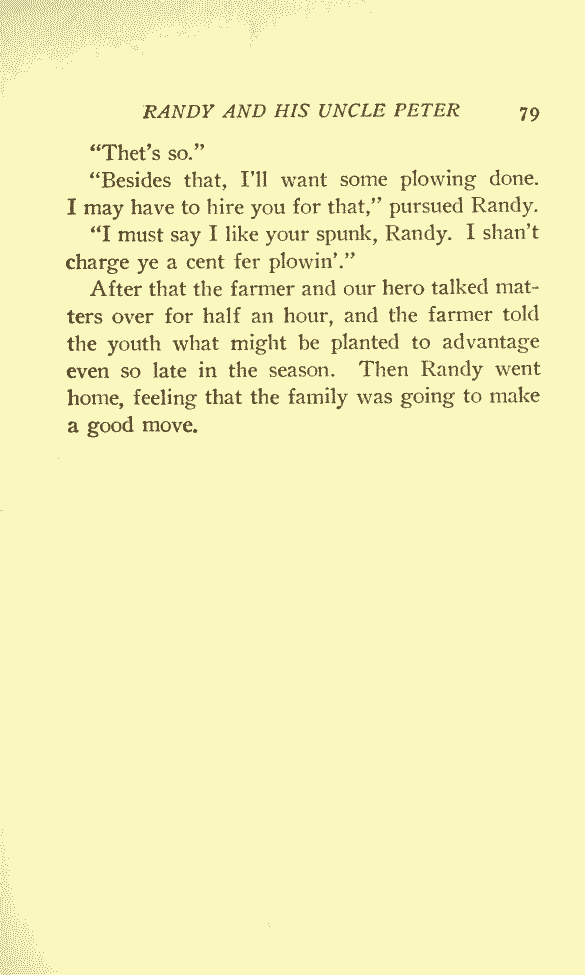 RANDY AND HIS UNCLE PETER 79
“Thet's so.”
“Besides that, I'll want some plowing done.
I may have to hire you for that,” pursued Randy.
“I must say I like your spunk, Randy. I shan't
charge ye a cent fer plowin'.”
After that the farmer and our hero talked mat-
ters over for half an hour, and the farmer told
the youth what might be planted to advantage
even so late in the season. Then Randy went
home, feeling that the family was going to make
a good move.